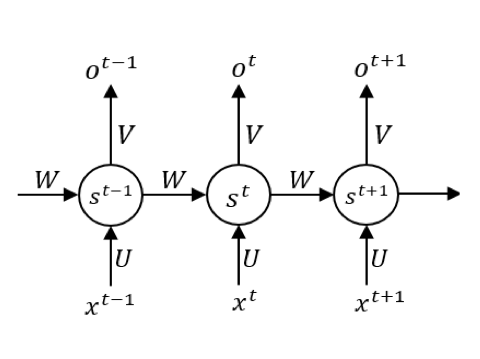 o^{t-1} o^t o^{t+1}
V V V
W s^{t-1} W s^t W s^{t+1}
U U U
x^{t-1} x^t x^{t+1}